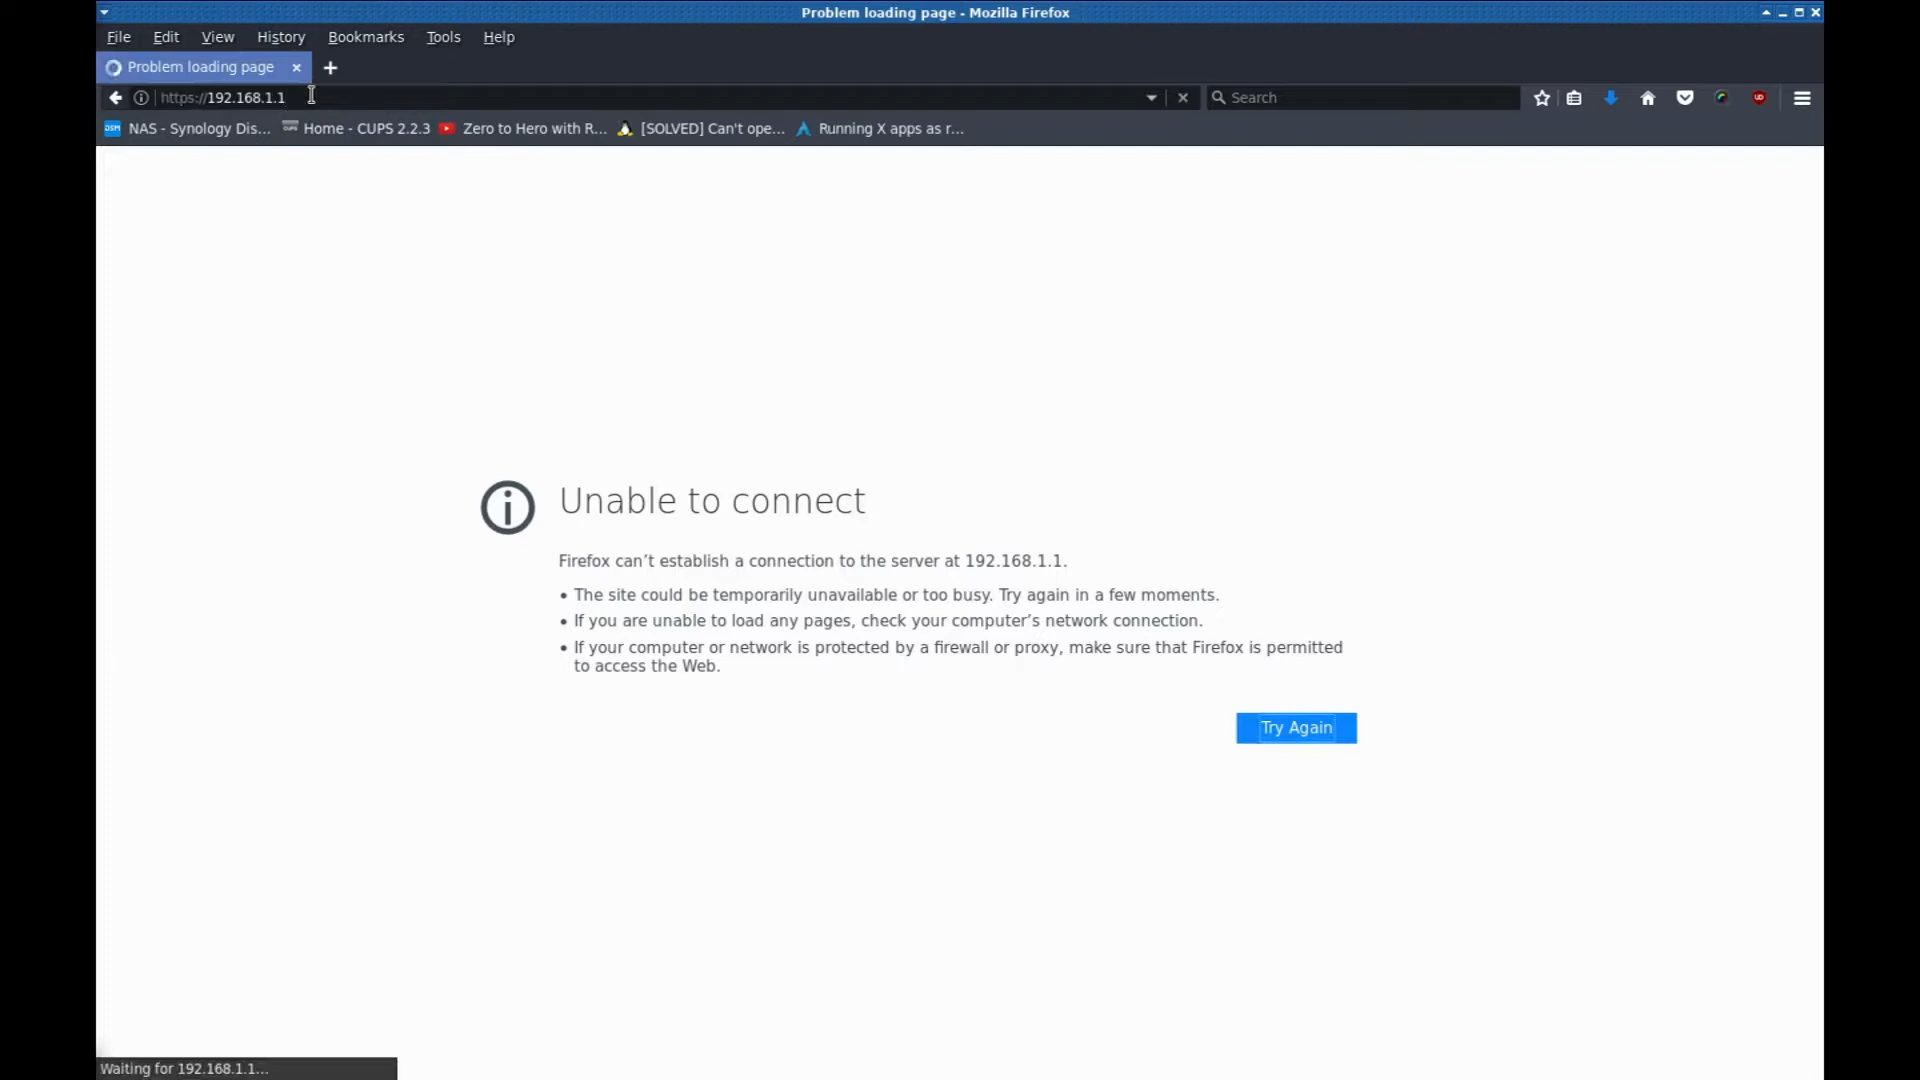 Problem loading page - Mozilla Firefox
File Edit View History Bookmarks Tools Help
Problem loading page
https://192.168.1.1 Search
NAS - Synology Dis... Home - CUPS 2.2.3 Zero to Hero with R... [SOLVED] Can't ope... Running X apps as r...
Unable to connect
Firefox can’t establish a connection to the server at 192.168.1.1.
• The site could be temporarily unavailable or too busy. Try again in a few moments.
• If you are unable to load any pages, check your computer’s network connection.
• If your computer or network is protected by a firewall or proxy, make sure that Firefox is permitted
to access the Web.
Try Again
Waiting for 192.168.1.1...